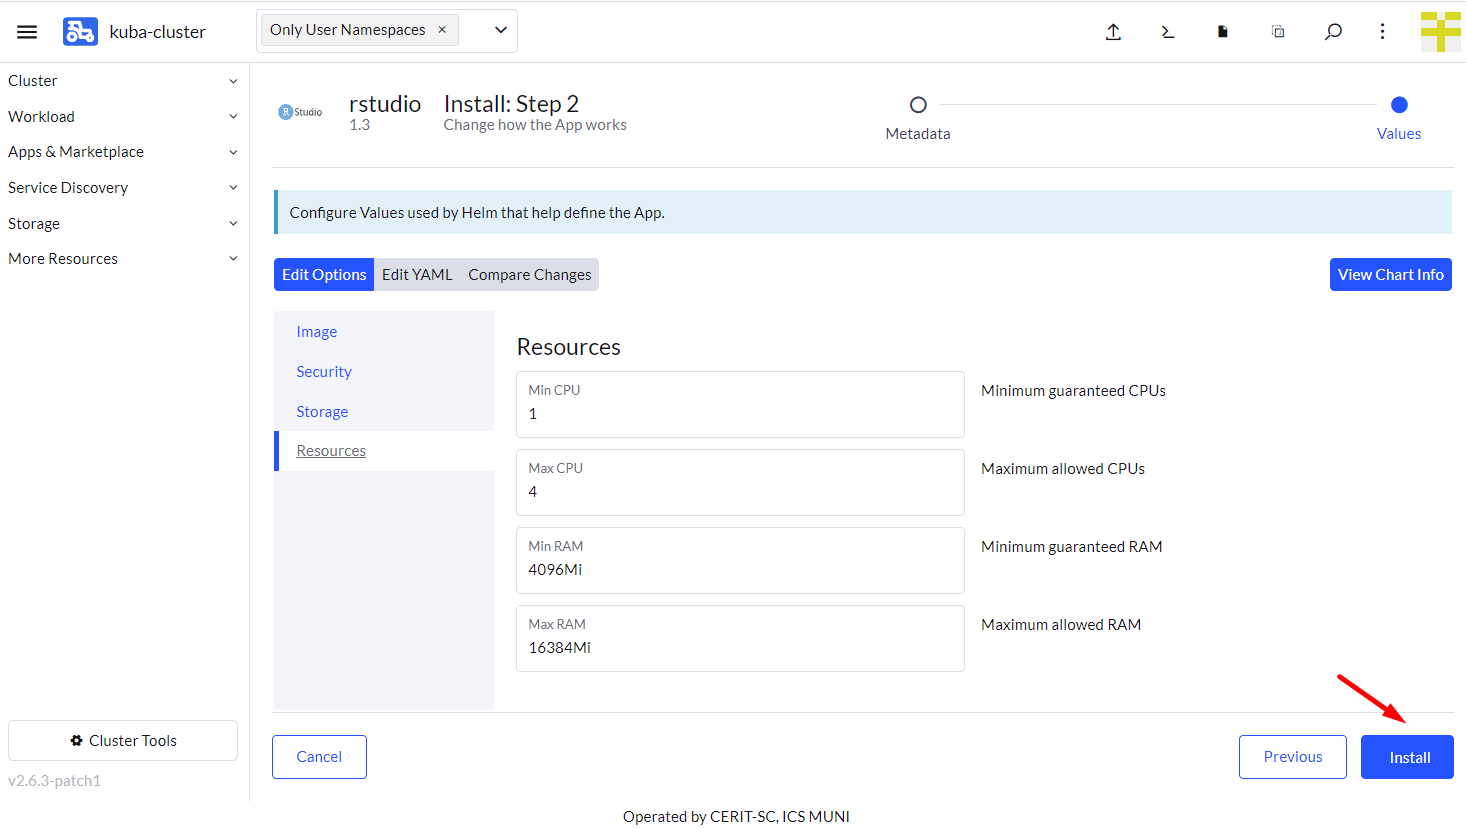 kuba-cluster
Only User Namespaces ×
Cluster
Workload
Apps & Marketplace
Service Discovery
Storage
More Resources
Cluster Tools
v2.6.3-patch1
R Studio
rstudio
1.3
Install: Step 2
Change how the App works
Metadata
Values
Configure Values used by Helm that help define the App.
Edit Options Edit YAML Compare Changes
View Chart Info
Image
Security
Storage
Resources
Resources
Min CPU
1
Minimum guaranteed CPUs
Max CPU
4
Maximum allowed CPUs
Min RAM
4096Mi
Minimum guaranteed RAM
Max RAM
16384Mi
Maximum allowed RAM
Cancel
Previous
Install
Operated by CERIT-SC, ICS MUNI